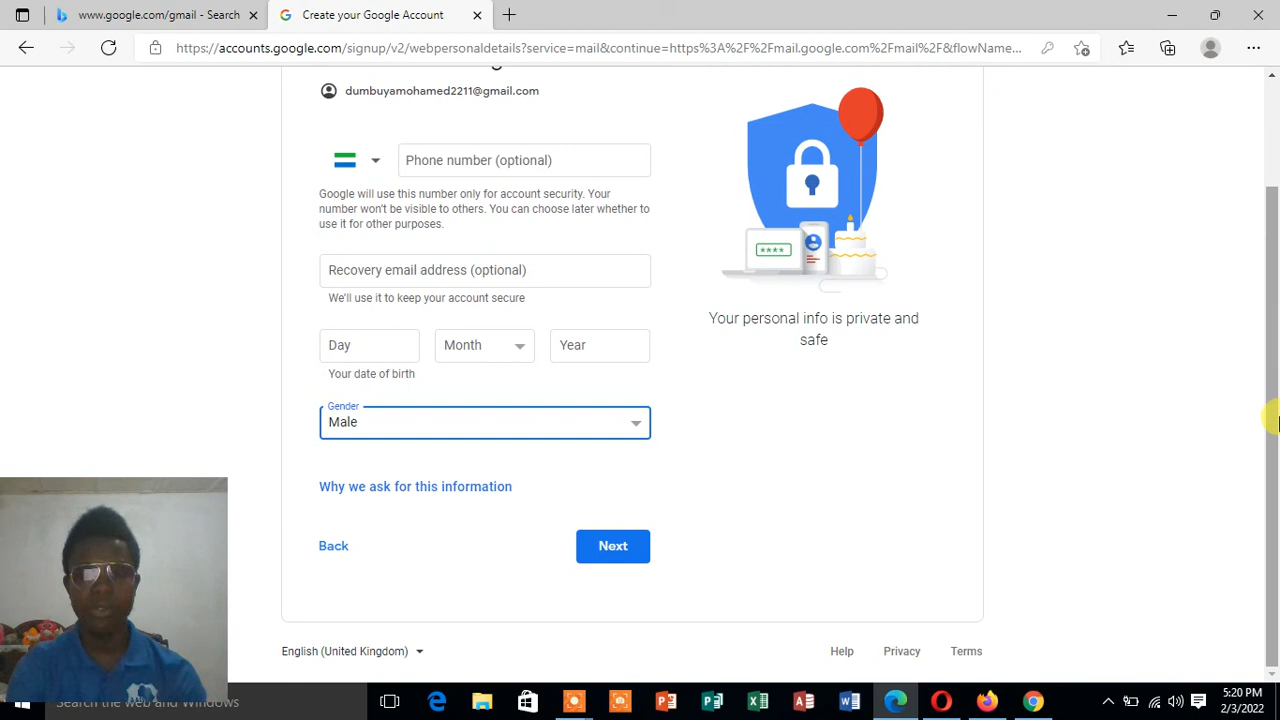 www.google.com/gmail - Search
Create your Google Account
https://accounts.google.com/signup/v2/webpersonaldetails?service=mail&continue=https%3A%2F%2Fmail.google.com%2Fmail%2F&flowName...
dumbuyamohamed2211@gmail.com
Phone number (optional)
Google will use this number only for account security. Your
number won't be visible to others. You can choose later whether to
use it for other purposes.
Recovery email address (optional)
We'll use it to keep your account secure
Day Month Year
Your date of birth
Gender
Male
Why we ask for this information
Back Next
****
Your personal info is private and
safe
English (United Kingdom)
Help Privacy Terms
Search the web and Windows
5:20 PM
2/3/2022